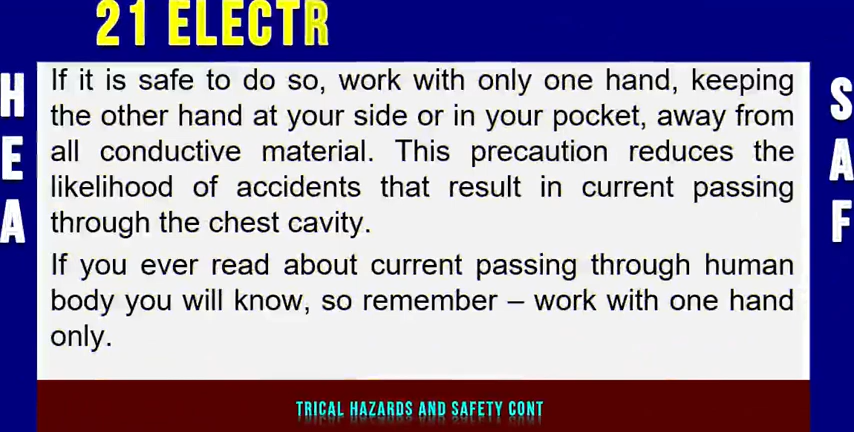 21 ELECTR
H
E
A
If it is safe to do so, work with only one hand, keeping
the other hand at your side or in your pocket, away from
all conductive material. This precaution reduces the
likelihood of accidents that result in current passing
through the chest cavity.
If you ever read about current passing through human
body you will know, so remember – work with one hand
only.
S
A
F
TRICAL HAZARDS AND SAFETY CONT